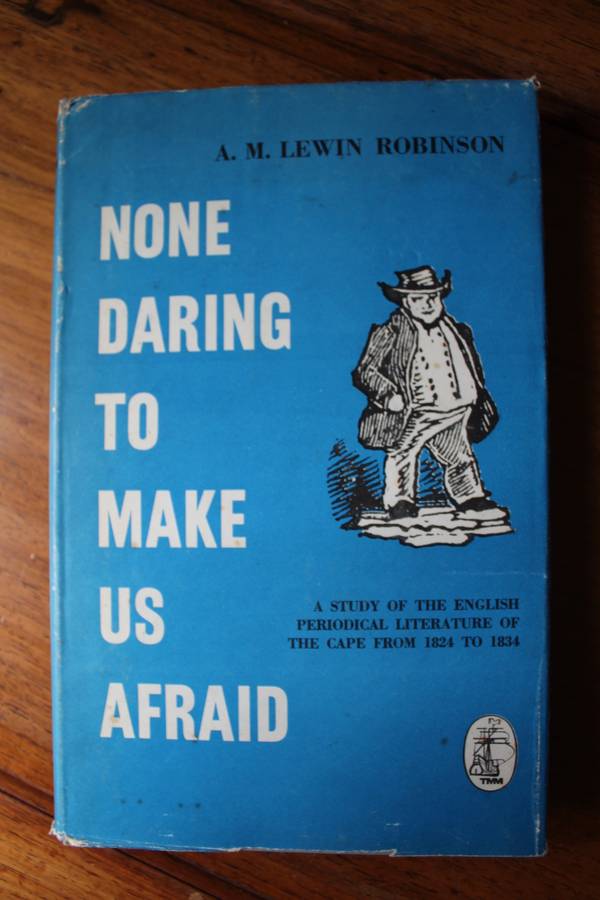 A. M. LEWIN ROBINSON
NONE
DARING
TO
MAKE
US
AFRAID
A STUDY OF THE ENGLISH
PERIODICAL LITERATURE OF
THE CAPE FROM 1824 TO 1834
TMM